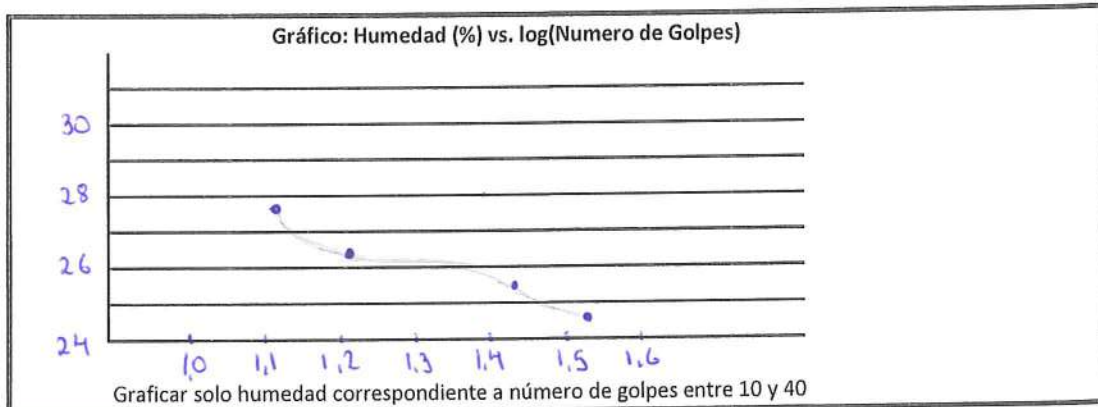 Gráfico: Humedad (%) vs. log(Numero de Golpes)
30
28
26
24
1,0 1,1 1,2 1,3 1,4 1,5 1,6
Graficar solo humedad correspondiente a número de golpes entre 10 y 40